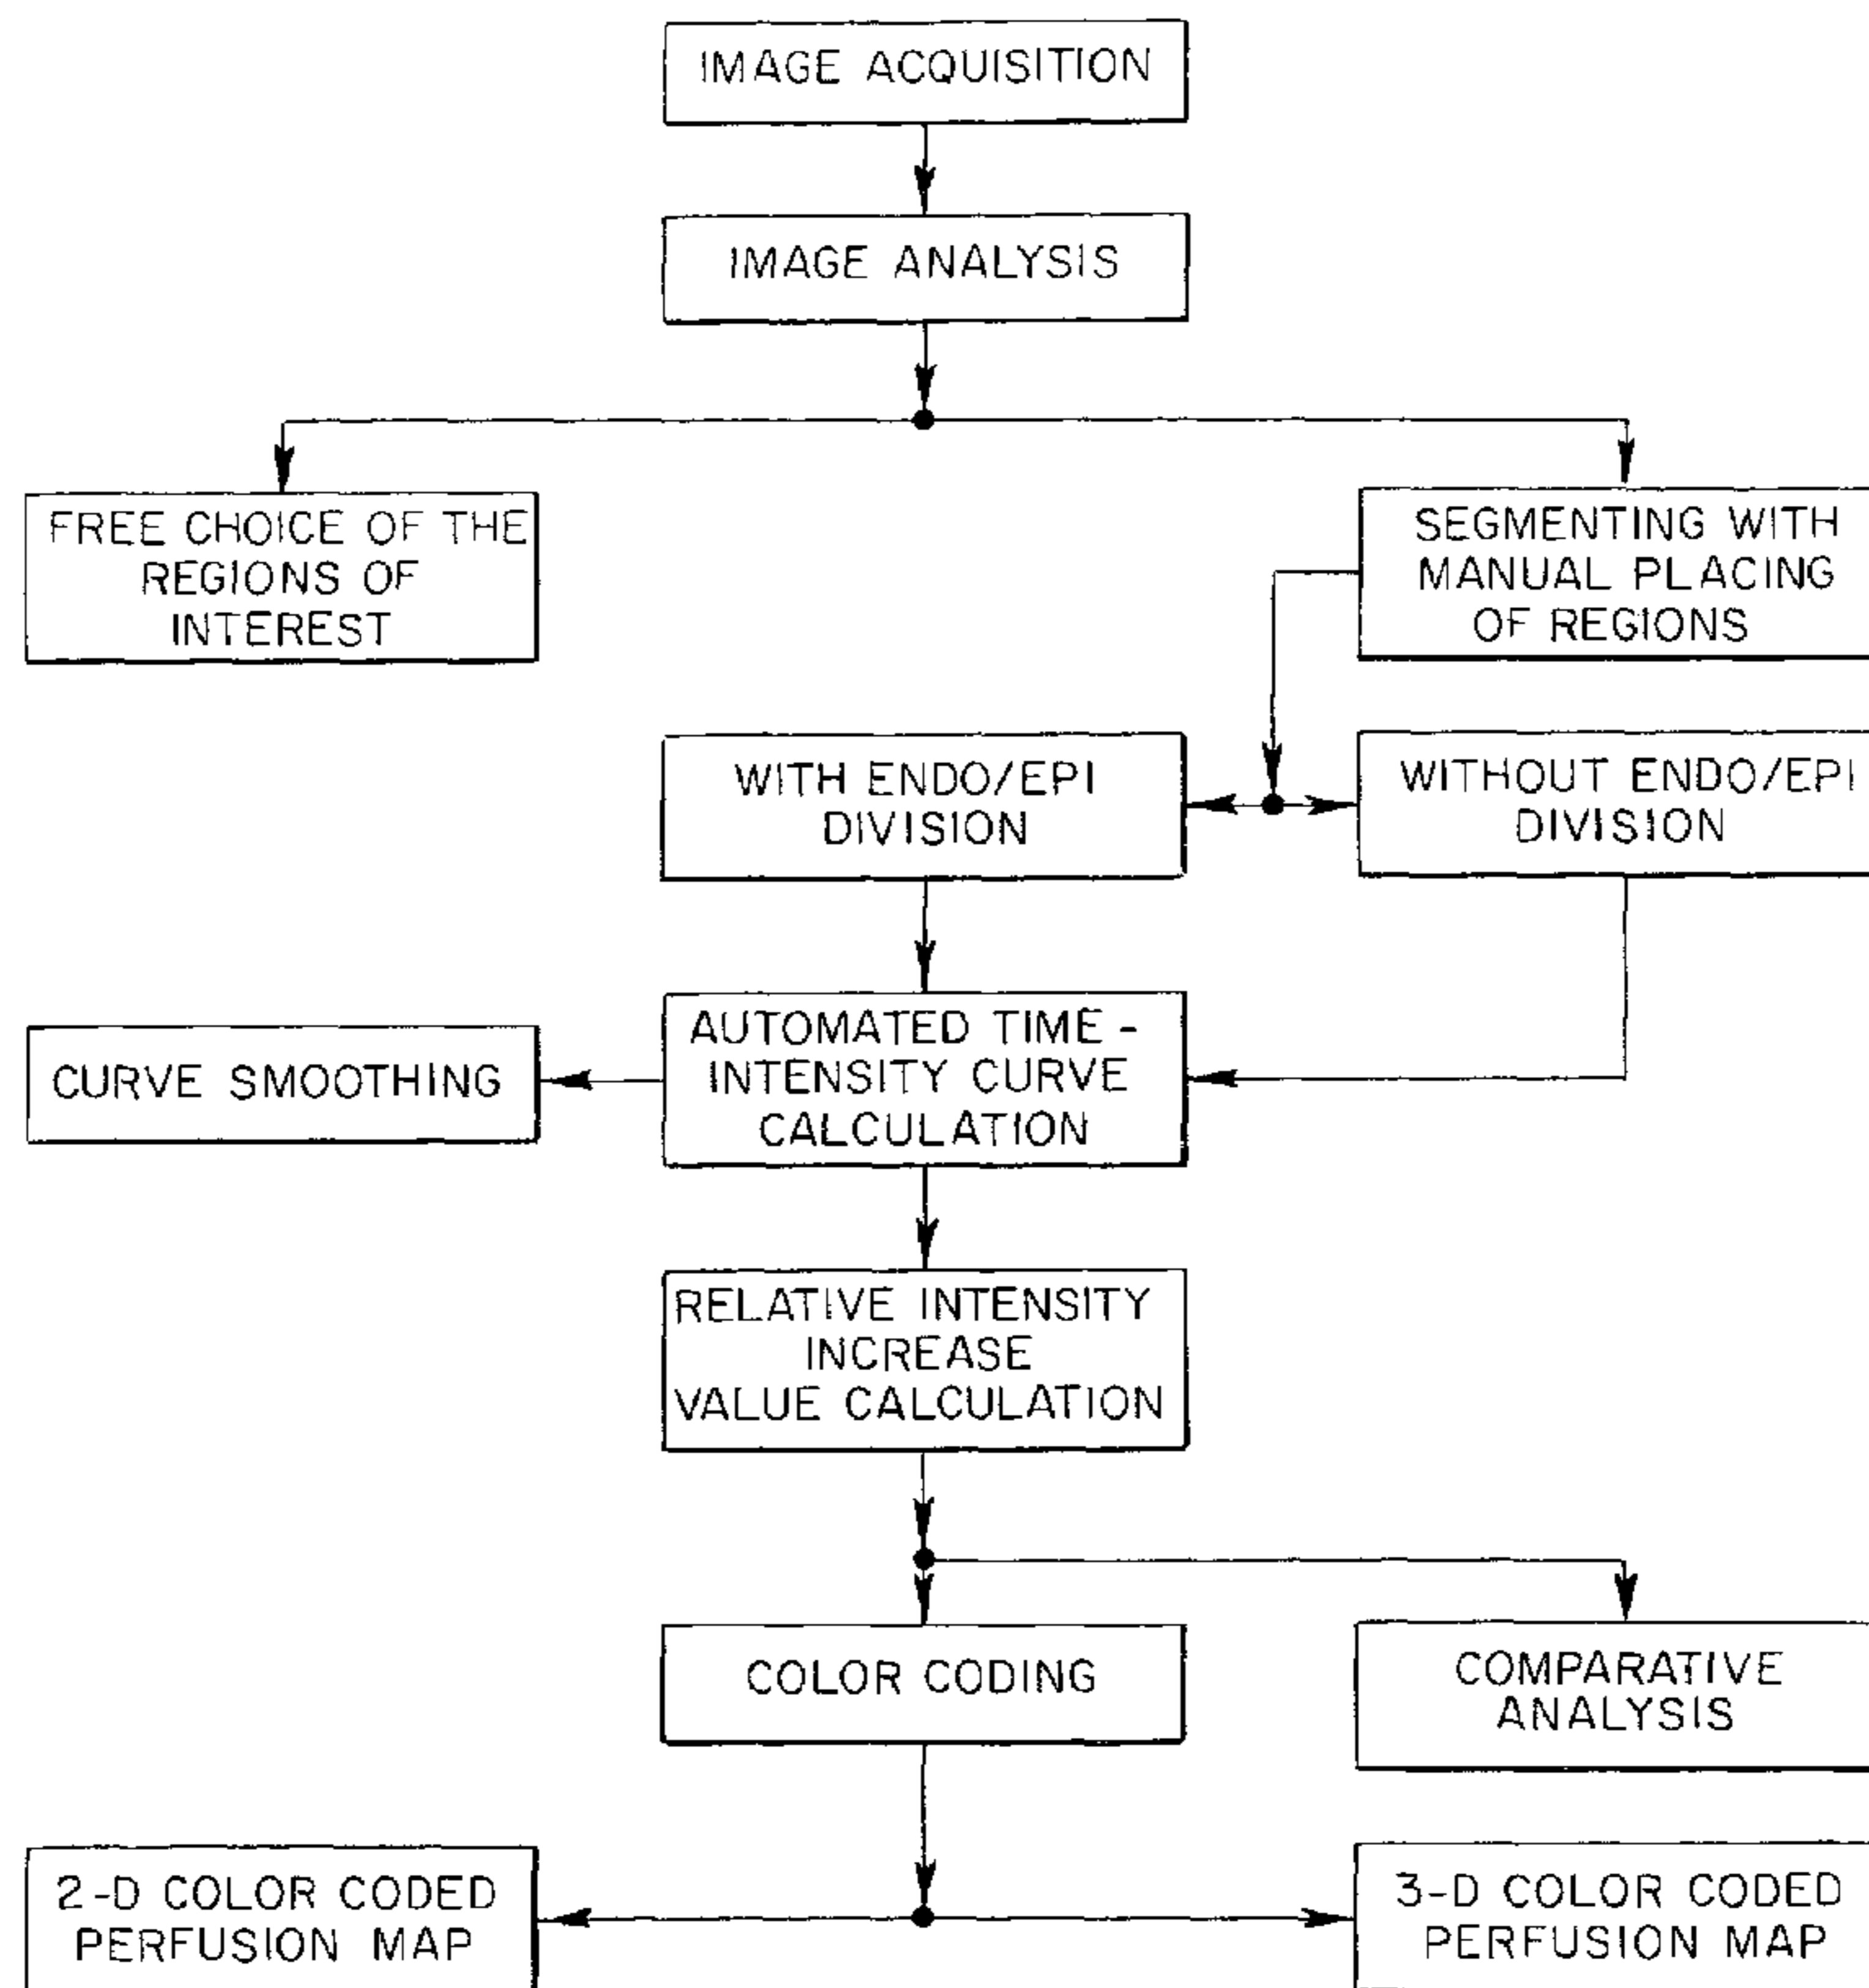 IMAGE ACQUISITION
IMAGE ANALYSIS
FREE CHOICE OF THE
REGIONS OF
INTEREST
SEGMENTING WITH
MANUAL PLACING
OF REGIONS
WITH ENDO/EPI
DIVISION
WITHOUT ENDO/EPI
DIVISION
CURVE SMOOTHING
AUTOMATED TIME -
INTENSITY CURVE
CALCULATION
RELATIVE INTENSITY
INCREASE
VALUE CALCULATION
COLOR CODING
COMPARATIVE
ANALYSIS
2-D COLOR CODED
PERFUSION MAP
3-D COLOR CODED
PERFUSION MAP